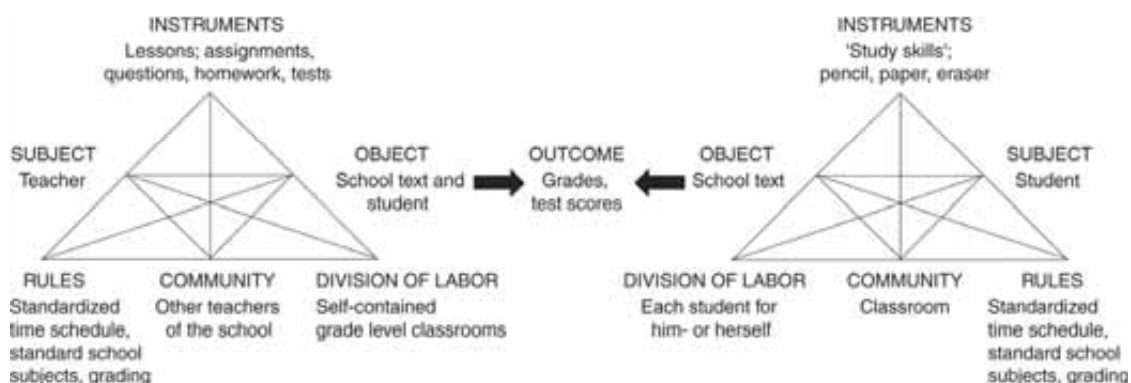 INSTRUMENTS
Lessons; assignments,
questions, homework, tests
SUBJECT
Teacher
OBJECT
School text and
student
RULES
Standardized
time schedule,
standard school
subjects, grading
COMMUNITY
Other teachers
of the school
DIVISION OF LABOR
Self-contained
grade level classrooms
OUTCOME
Grades,
test scores
INSTRUMENTS
'Study skills';
pencil, paper, eraser
OBJECT
School text
SUBJECT
Student
DIVISION OF LABOR
Each student for
him- or herself
COMMUNITY
Classroom
RULES
Standardized
time schedule,
standard school
subjects, grading